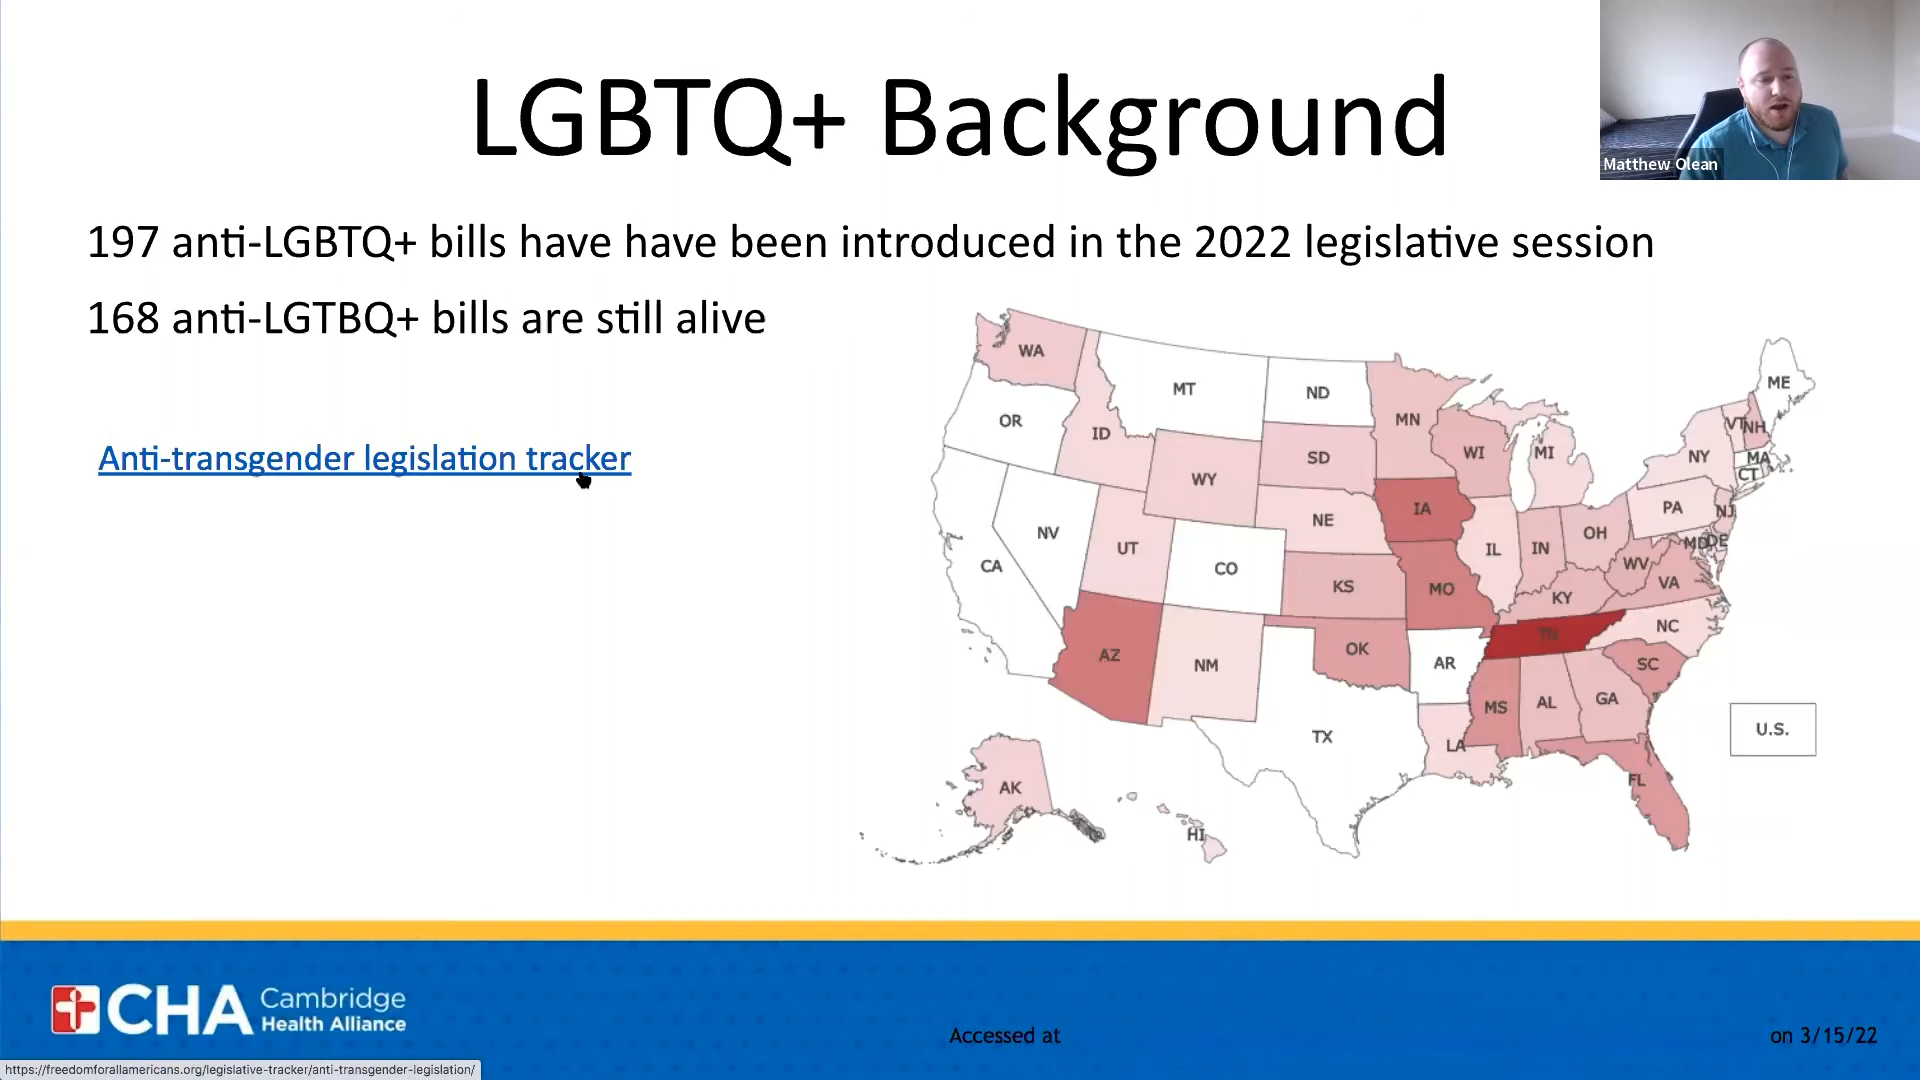 LGBTQ+ Background
Matthew Olean
197 anti-LGBTQ+ bills have have been introduced in the 2022 legislative session
168 anti-LGTBQ+ bills are still alive
Anti-transgender legislation tracker
WA
MT
ND
MN
ME
OR
ID
SD
WI
MI
VT
NH
NY
MA
CT
WY
IA
NE
PA
NJ
NV
UT
CO
IL
IN
OH
MD
DE
CA
KS
MO
WV
VA
KY
AZ
NM
OK
AR
TN
NC
SC
TX
LA
MS
AL
GA
FL
U.S.
AK
HI
CHA
Cambridge
Health Alliance
Accessed at
on 3/15/22
https://freedomforallamericans.org/legislative-tracker/anti-transgender-legislation/